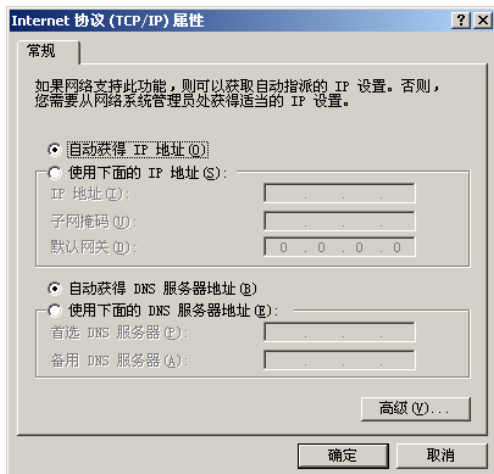 Internet 协议 (TCP/IP) 属性
常规
如果网络支持此功能，则可以获取自动指派的 IP 设置。否则，
您需要从网络系统管理员处获得适当的 IP 设置。
自动获得 IP 地址(O)
使用下面的 IP 地址(S):
IP 地址(I):
子网掩码(U):
默认网关(D): 0 . 0 . 0 . 0
自动获得 DNS 服务器地址(B)
使用下面的 DNS 服务器地址(E):
首选 DNS 服务器(P):
备用 DNS 服务器(A):
高级(V)...
确定 取消